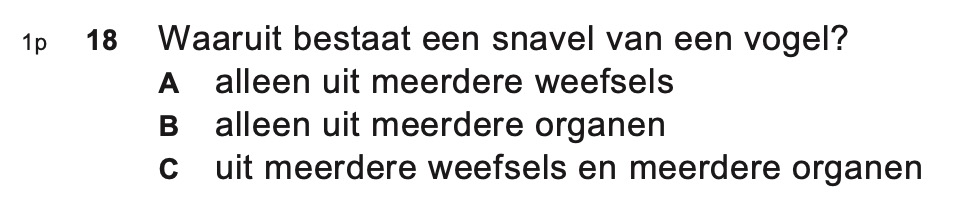 1p 18 Waaruit bestaat een snavel van een vogel?
A alleen uit meerdere weefsels
B alleen uit meerdere organen
C uit meerdere weefsels en meerdere organen